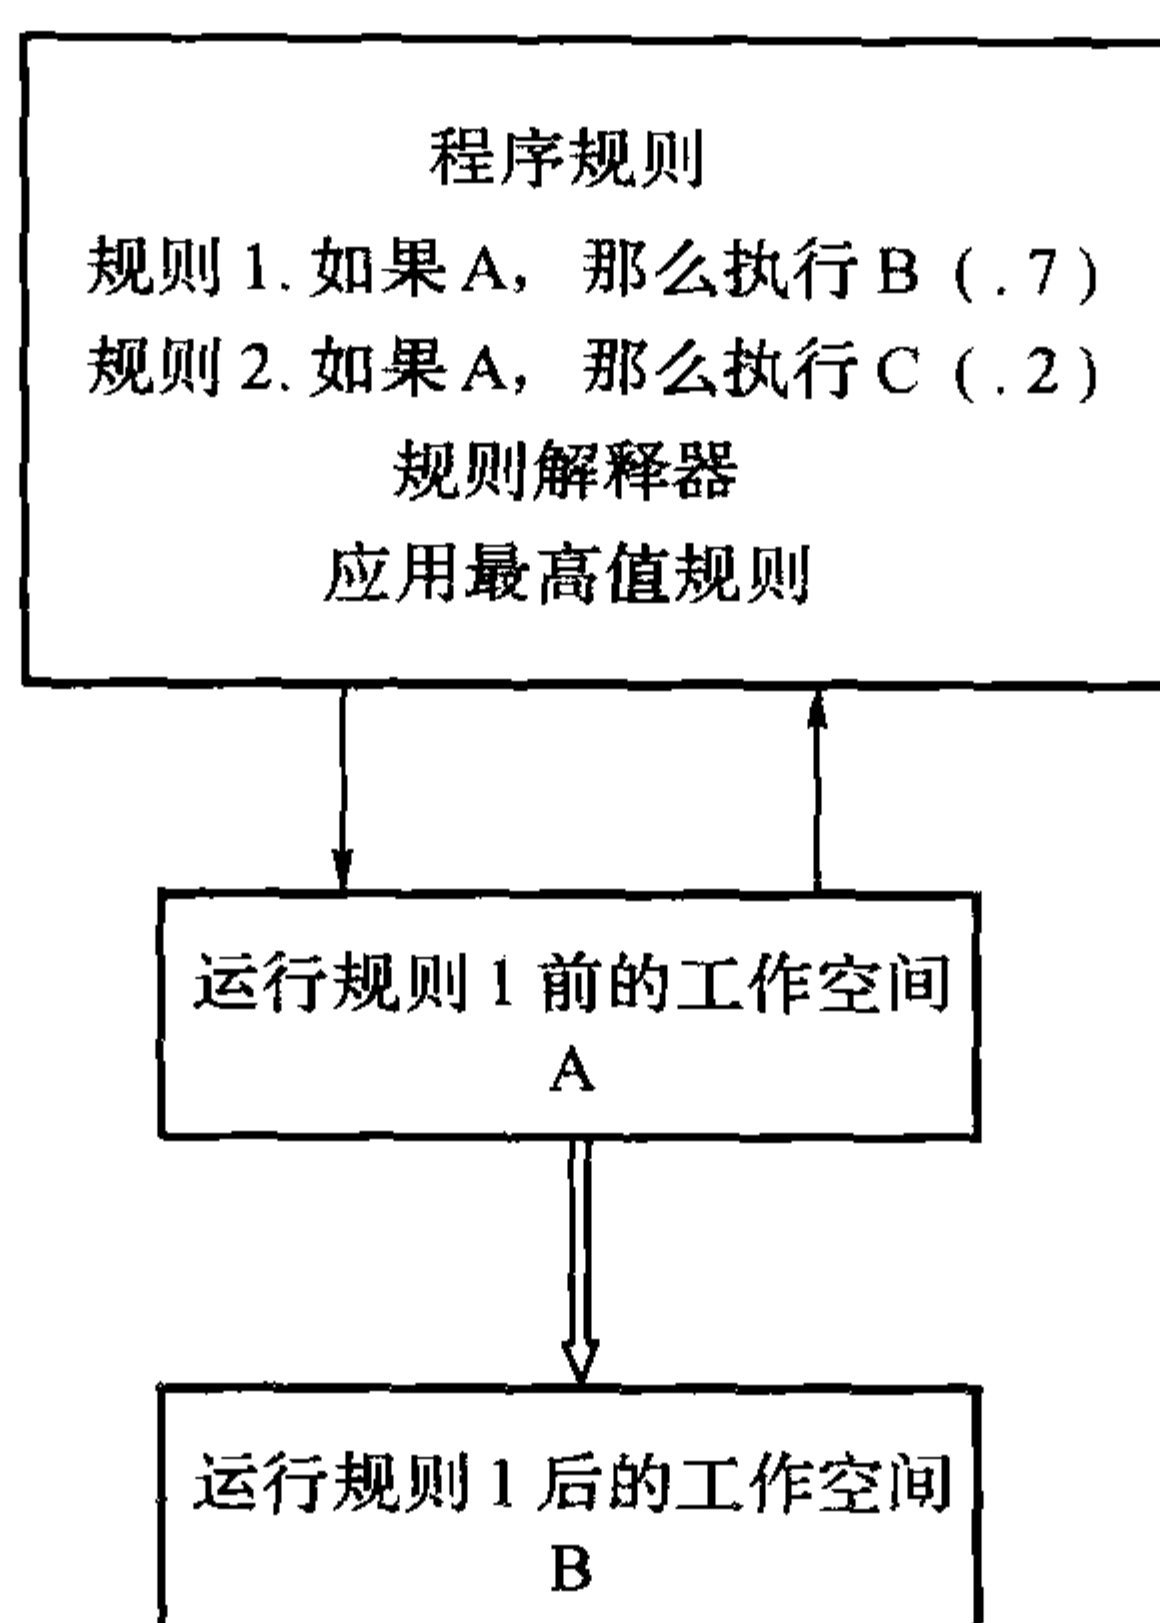 程序规则
规则 1. 如果 A， 那么执行 B ( . 7 )
规则 2. 如果 A， 那么执行 C ( . 2 )
规则解释器
应用最高值规则
运行规则 1 前的工作空间
A
运行规则 1 后的工作空间
B